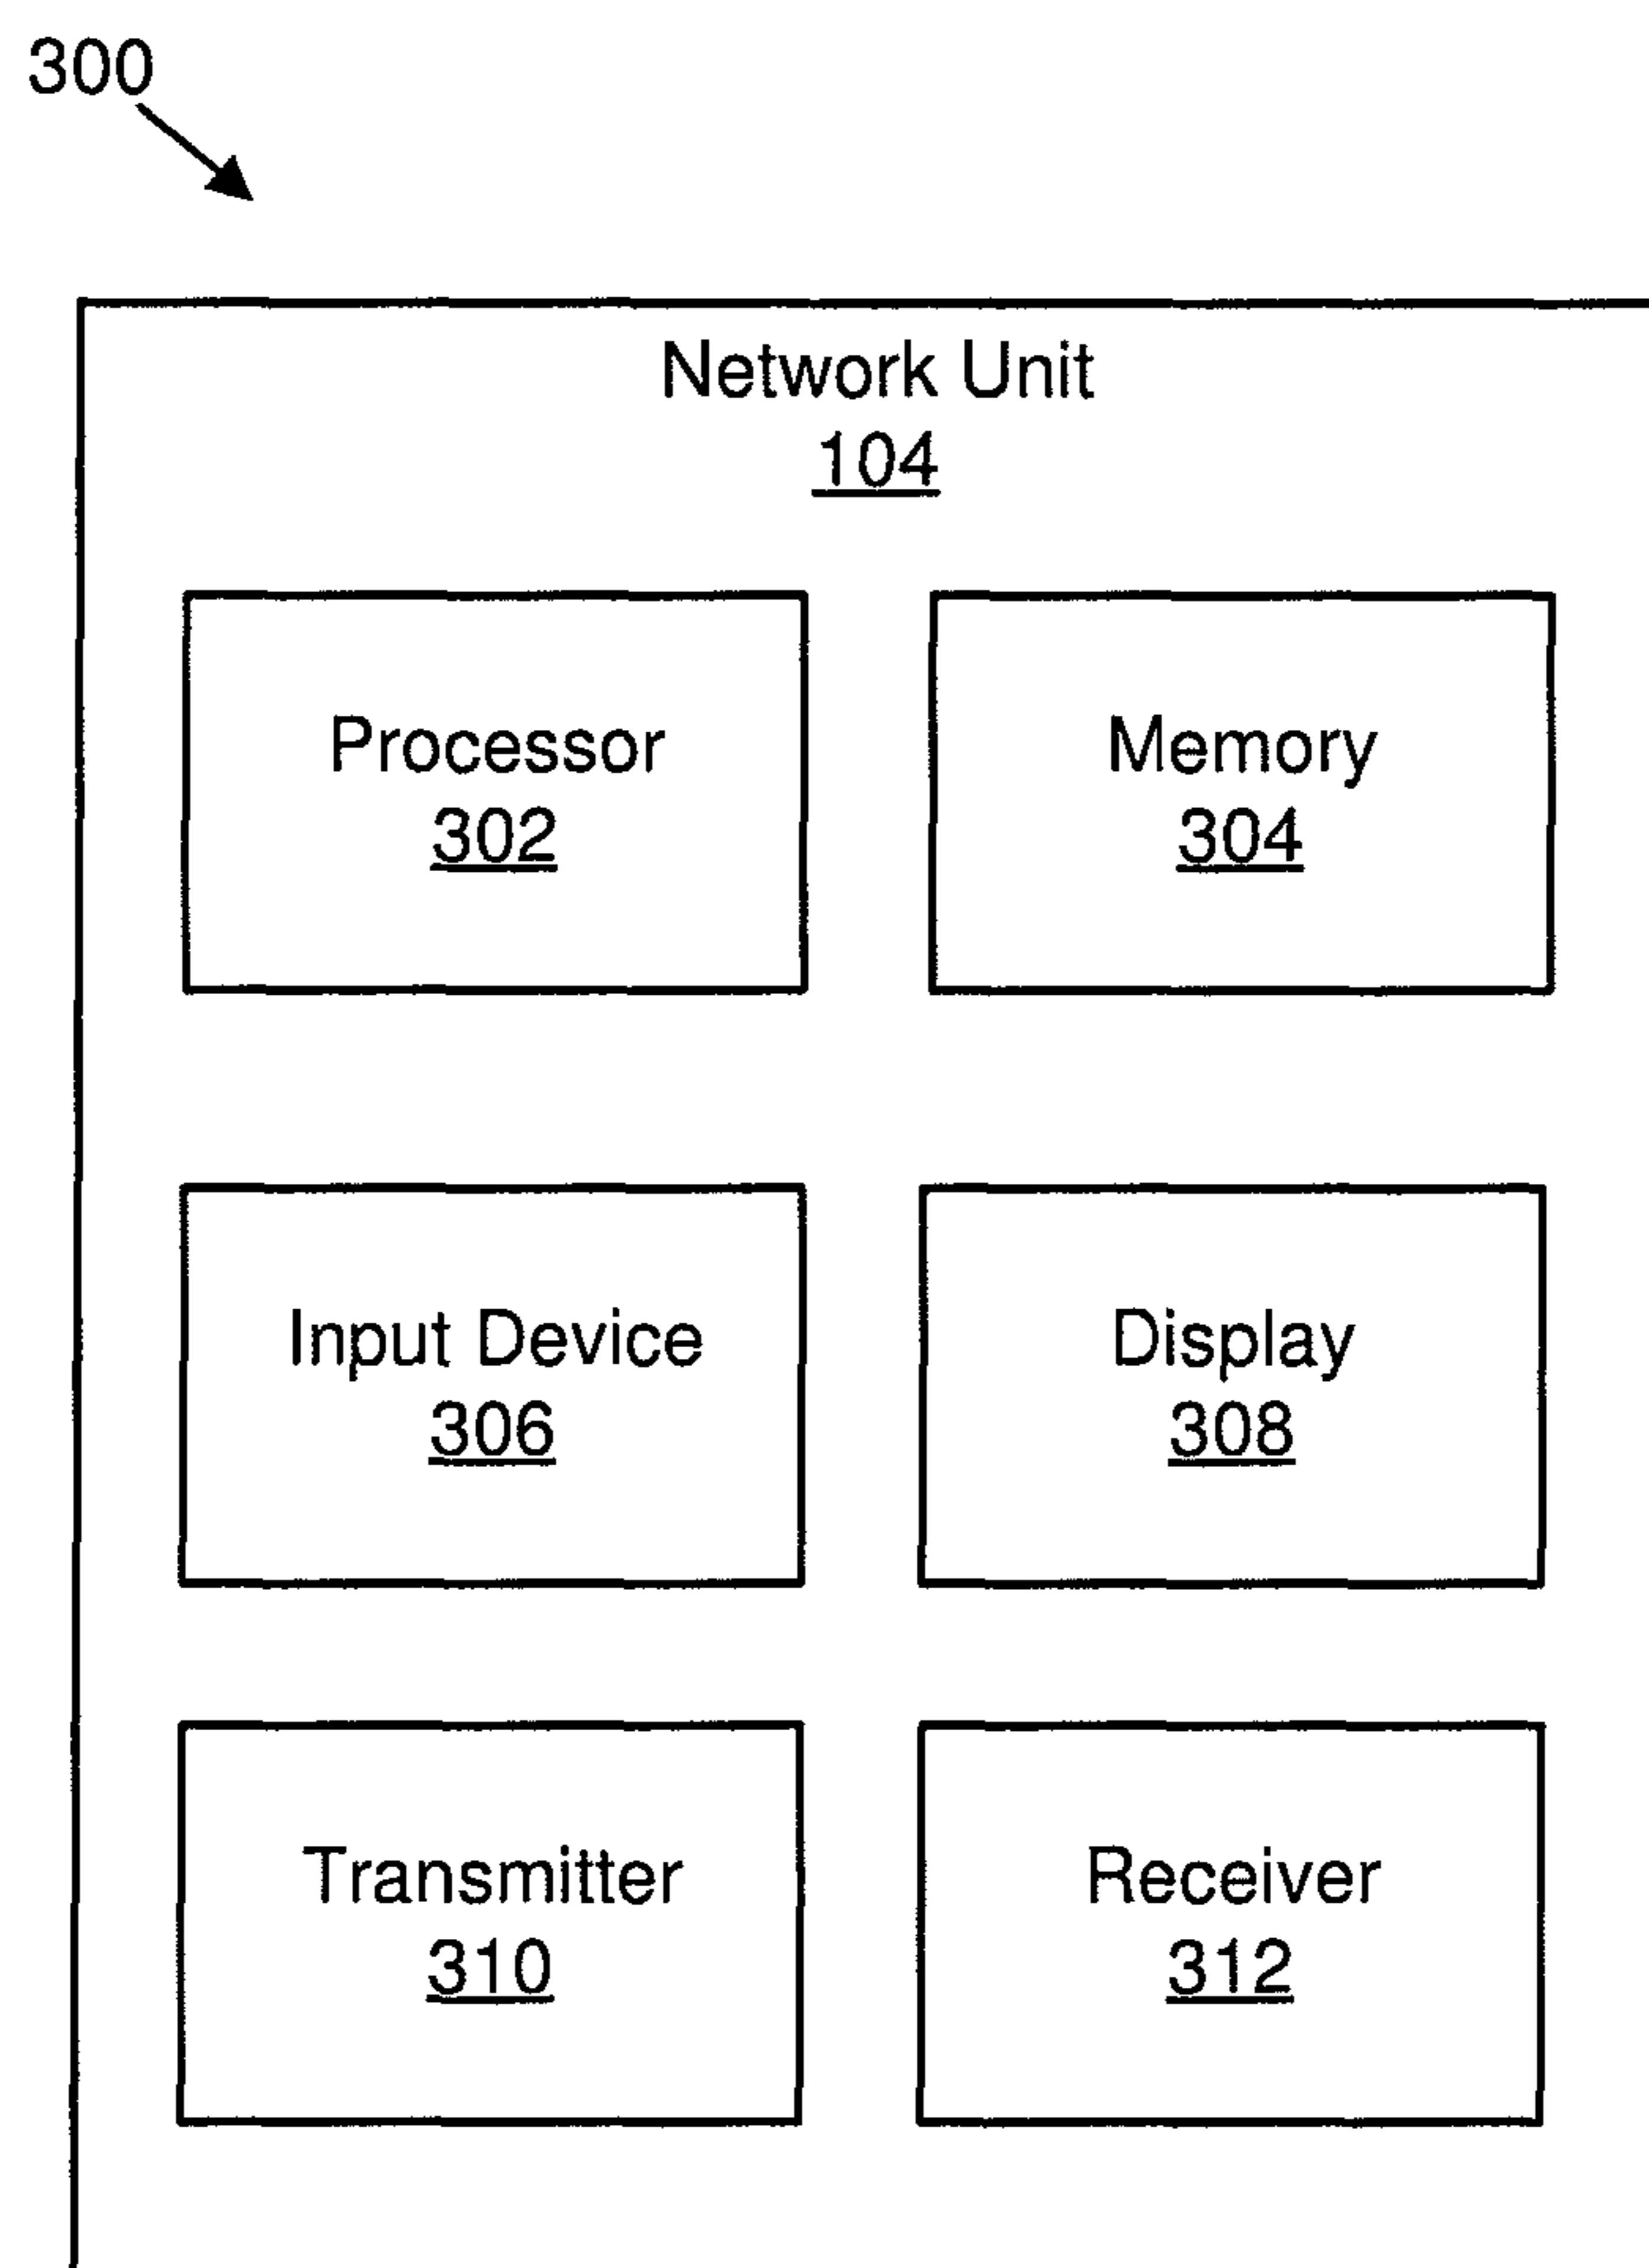 300
Network Unit
104
Processor
302
Memory
304
Input Device
306
Display
308
Transmitter
310
Receiver
312